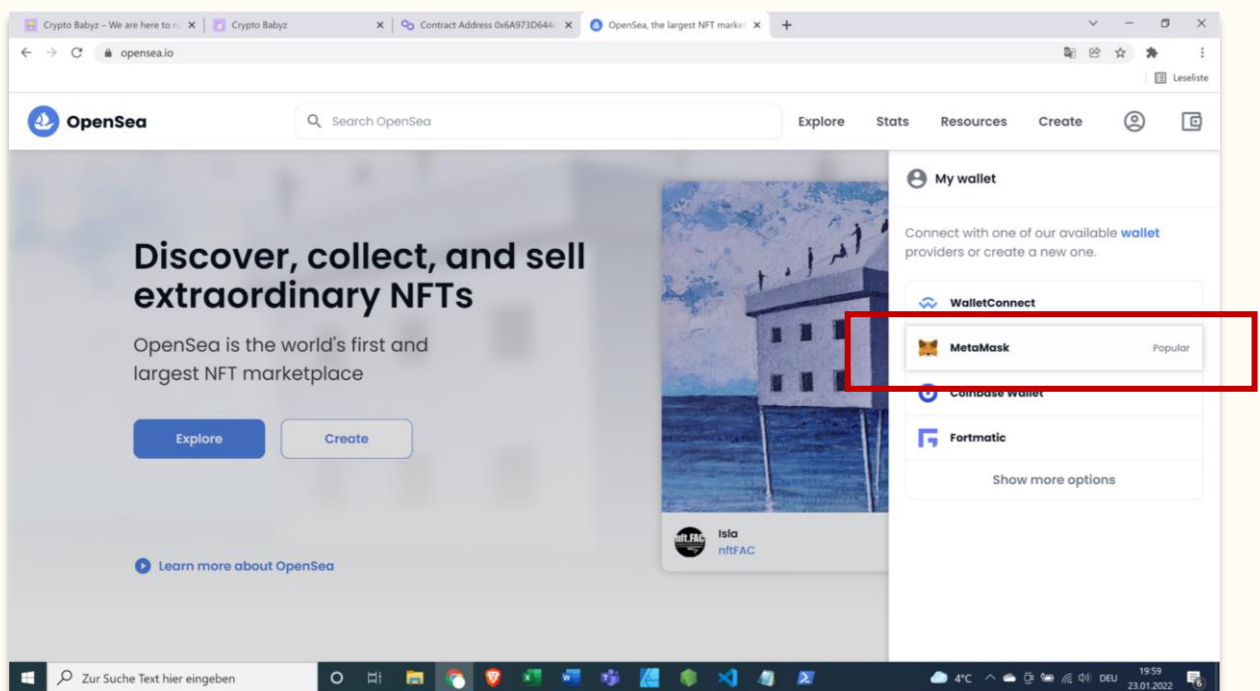 Crypto Babyz – We are here to
Crypto Babyz
Contract Address 0x6A973D644
OpenSea, the largest NFT market
opensea.io
Leseliste
OpenSea
Search OpenSea
Explore
Stats
Resources
Create
My wallet
Connect with one of our available wallet
providers or create a new one.
WalletConnect
MetaMask
Popular
Coinbase Wallet
Fortmatic
Show more options
Discover, collect, and sell
extraordinary NFTs
OpenSea is the world's first and
largest NFT marketplace
Explore
Create
nft.FAC
Isla
nftFAC
Learn more about OpenSea
Zur Suche Text hier eingeben
4°C
DEU
19:59
23.01.2022
6